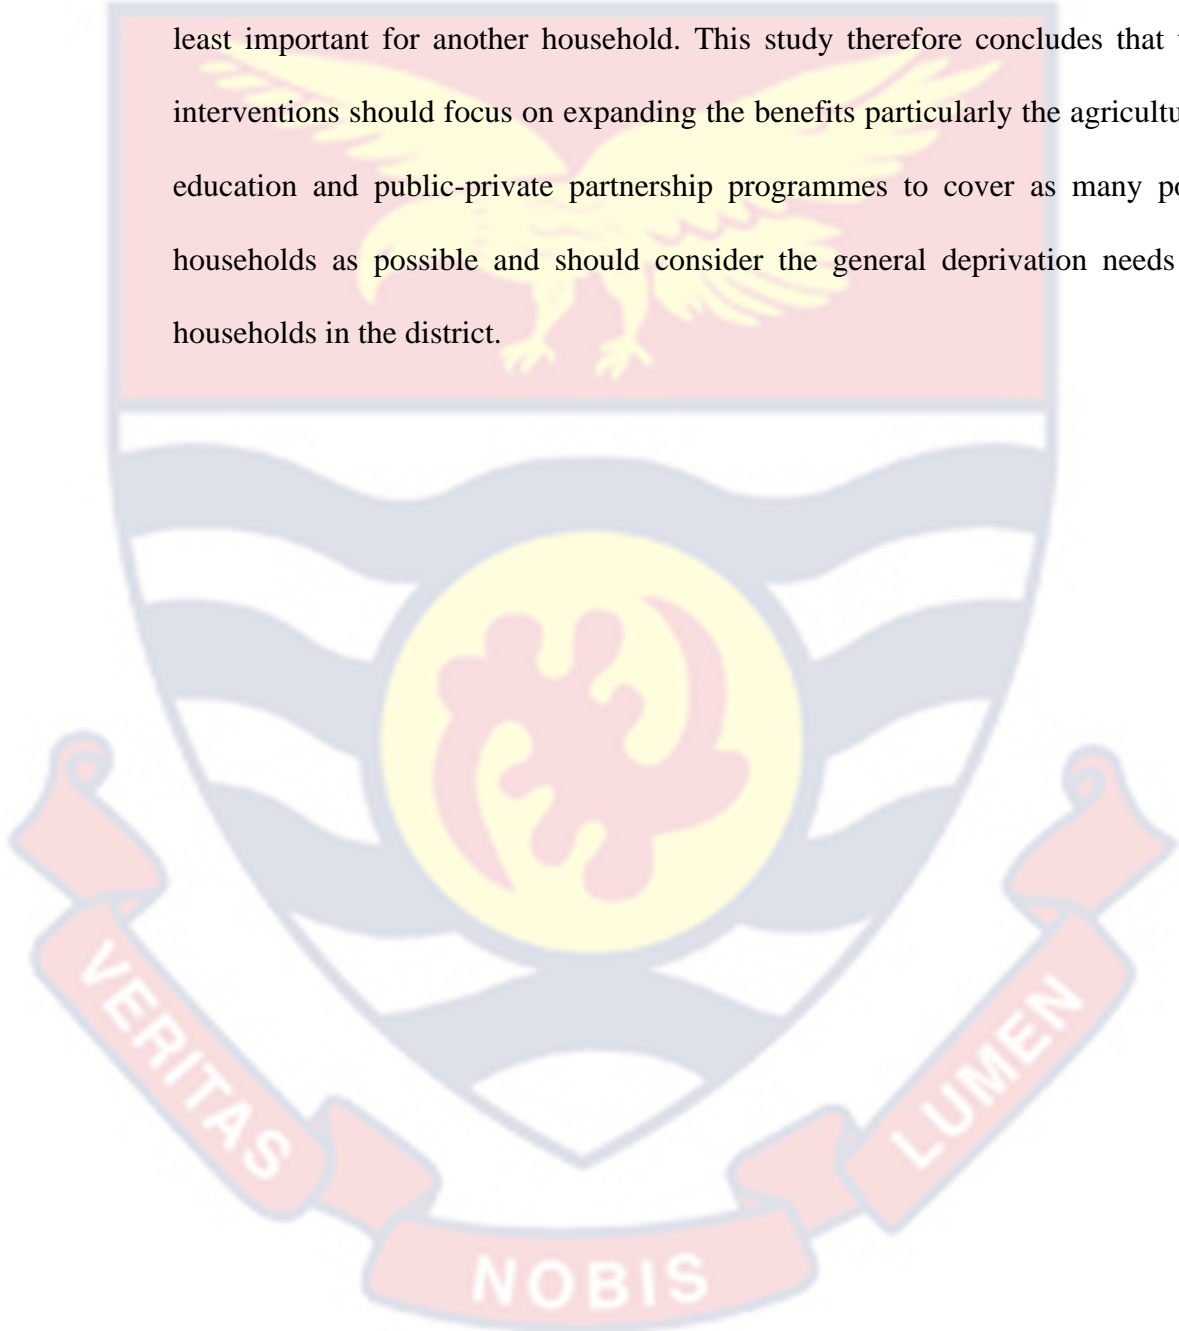 least important for another household. This study therefore concludes that
interventions should focus on expanding the benefits particularly the
education and public-private partnership programmes to cover as many
households as possible and should consider the general deprivation needs
households in the district.
VERITAS
NOBIS
LUMEN